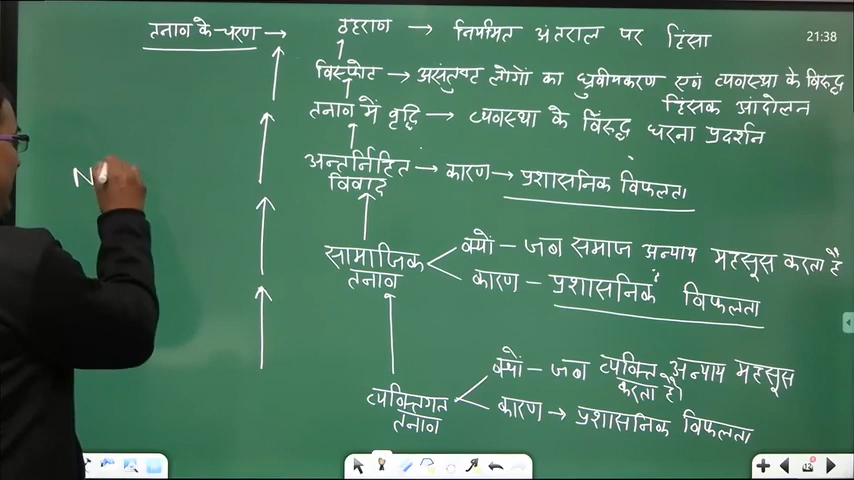 तनाव के चरण → ठहराव → नियमित अंतराल पर हिंसा
21:38
विस्फोट → असंतुष्ट लोगों का ध्रुवीयकरण एवं व्यवस्था के विरुद्ध
हिंसक आंदोलन
तनाव में वृद्धि → व्यवस्था के विरुद्ध धरना प्रदर्शन
अन्तर्निहित → कारण → प्रशासनिक विफलता
विवाद
N
सामाजिक
तनाव
क्यों - जब समाज अन्याय महसूस करता है
कारण - प्रशासनिक विफलता
व्यक्तिगत
तनाव
क्यों - जब व्यक्ति अन्याय महसूस
करता है।
कारण → प्रशासनिक विफलता